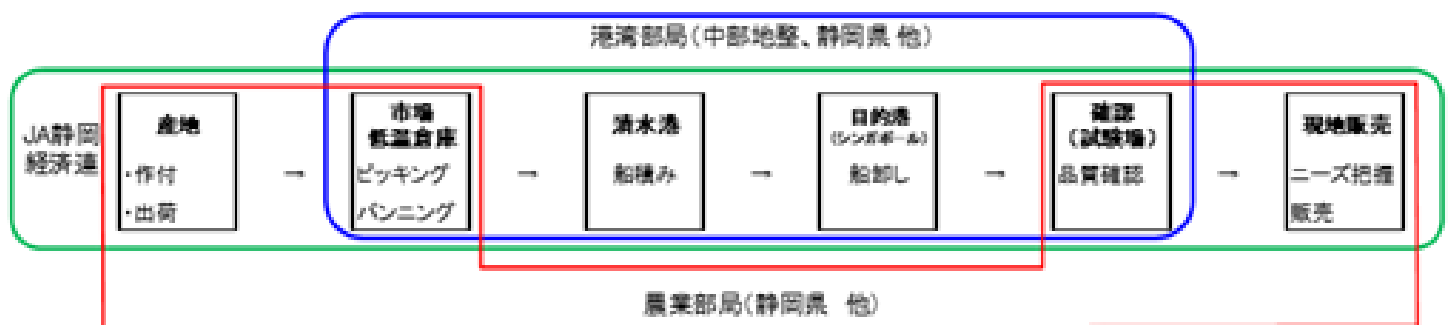 港湾部局(中部地整、静岡県 他)
JA静岡
経済連
産地
・作付
・出荷
→
市場
低温倉庫
ピッキング
バンニング
→
清水港
船積み
→
目的港
(シンガポール)
船卸し
→
確認
(試験場)
品質確認
→
現地販売
ニーズ把握
販売
農業部局(静岡県 他)